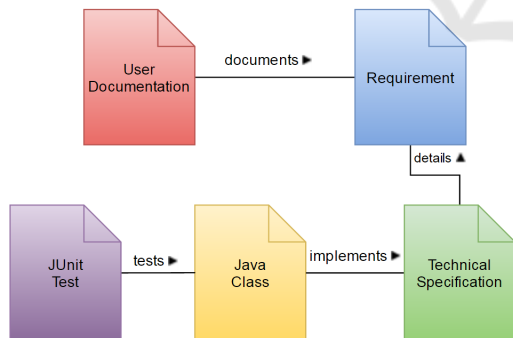 User
Documentation
documents ►
Requirement
details ▲
JUnit
Test
tests ►
Java
Class
implements ►
Technical
Specification